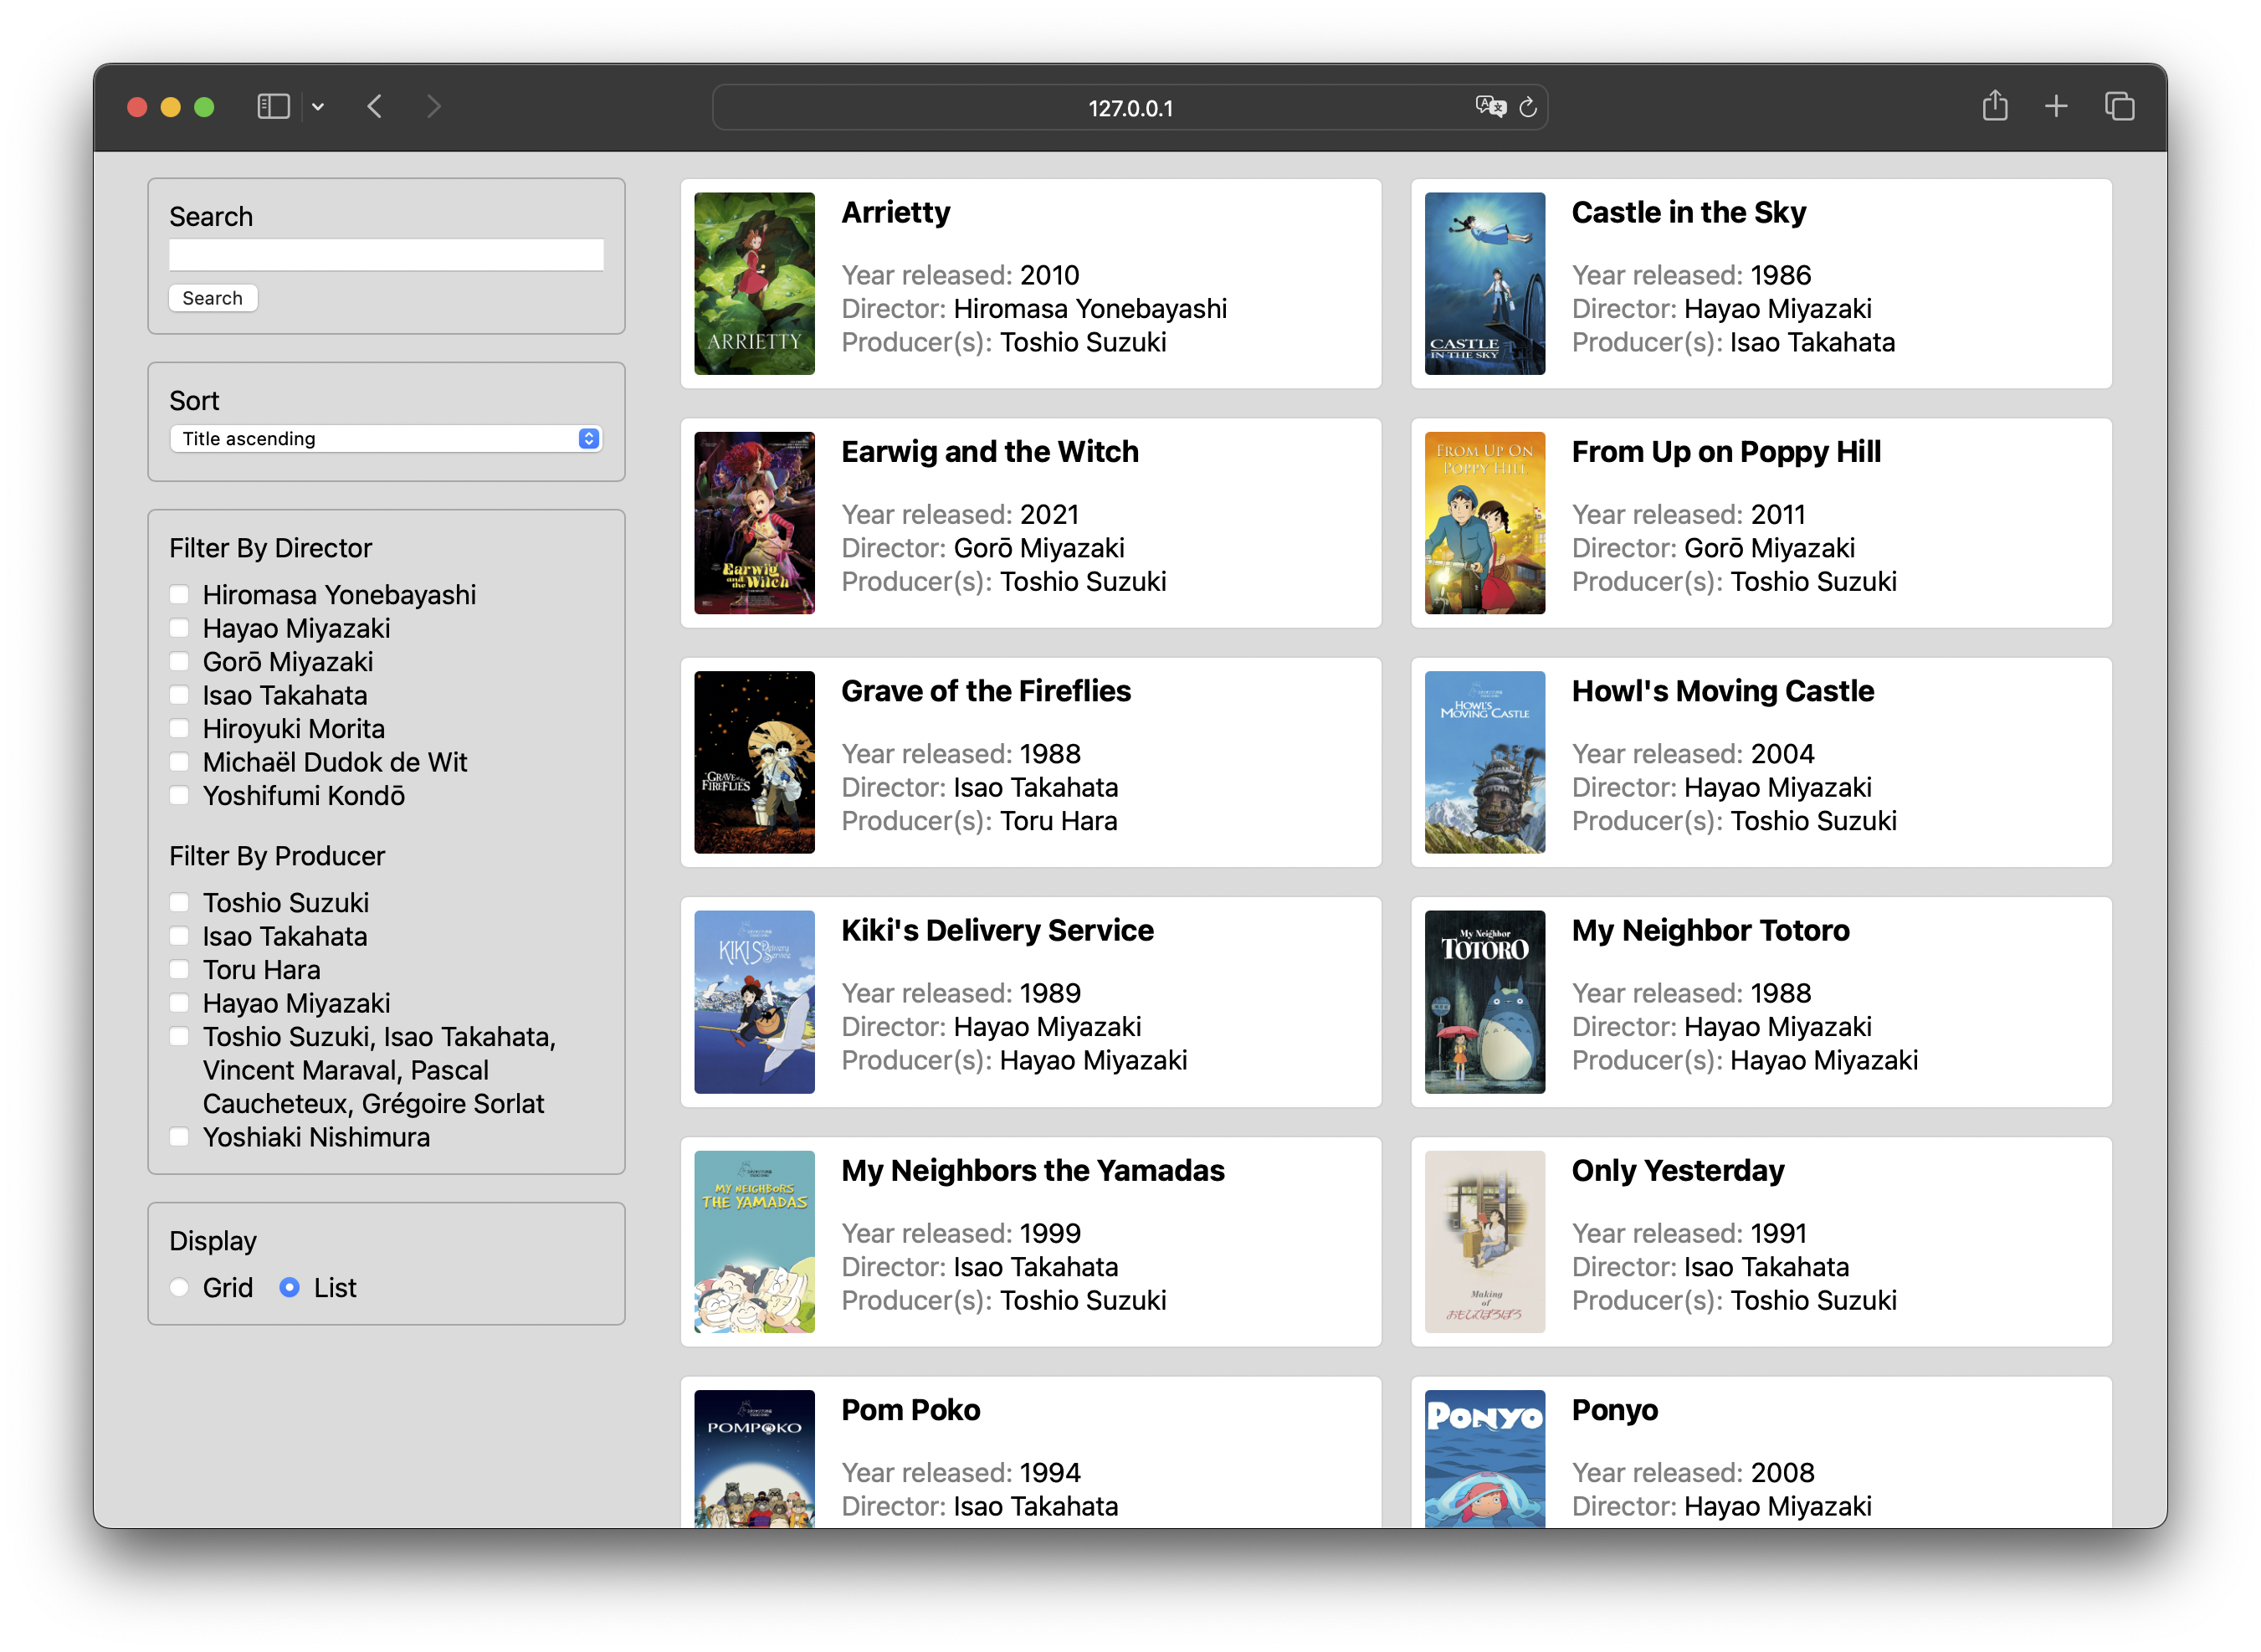 127.0.0.1
Search
Search
Sort
Title ascending
Filter By Director
Hiromasa Yonebayashi
Hayao Miyazaki
Gorō Miyazaki
Isao Takahata
Hiroyuki Morita
Michaël Dudok de Wit
Yoshifumi Kondō
Filter By Producer
Toshio Suzuki
Isao Takahata
Toru Hara
Hayao Miyazaki
Toshio Suzuki, Isao Takahata,
Vincent Maraval, Pascal
Caucheteux, Grégoire Sorlat
Yoshiaki Nishimura
Display
Grid
List
ARRIETTY
Arrietty
Year released: 2010
Director: Hiromasa Yonebayashi
Producer(s): Toshio Suzuki
CASTLE
IN THE SKY
Castle in the Sky
Year released: 1986
Director: Hayao Miyazaki
Producer(s): Isao Takahata
Earwig
and the Witch
Earwig and the Witch
Year released: 2021
Director: Gorō Miyazaki
Producer(s): Toshio Suzuki
FROM UP ON
POPPY HILL
From Up on Poppy Hill
Year released: 2011
Director: Gorō Miyazaki
Producer(s): Toshio Suzuki
GRAVE of the
FIREFLIES
Grave of the Fireflies
Year released: 1988
Director: Isao Takahata
Producer(s): Toru Hara
HOWL'S
MOVING CASTLE
Howl's Moving Castle
Year released: 2004
Director: Hayao Miyazaki
Producer(s): Toshio Suzuki
KIKI'S Delivery
Service
Kiki's Delivery Service
Year released: 1989
Director: Hayao Miyazaki
Producer(s): Hayao Miyazaki
My Neighbor
TOTORO
My Neighbor Totoro
Year released: 1988
Director: Hayao Miyazaki
Producer(s): Hayao Miyazaki
MY NEIGHBORS
THE YAMADAS
My Neighbors the Yamadas
Year released: 1999
Director: Isao Takahata
Producer(s): Toshio Suzuki
Making
of
おもひでぽろぽろ
Only Yesterday
Year released: 1991
Director: Isao Takahata
Producer(s): Toshio Suzuki
POMPOKO
Pom Poko
Year released: 1994
Director: Isao Takahata
PONYO
Ponyo
Year released: 2008
Director: Hayao Miyazaki